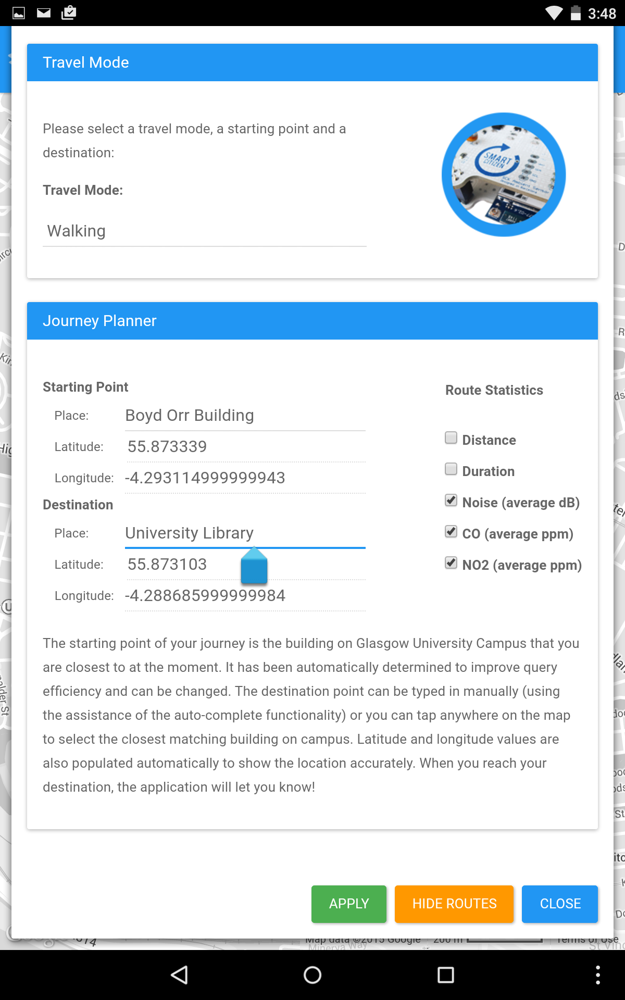 3:48
Travel Mode
Please select a travel mode, a starting point and a
destination:
SMART
CITIZEN
Travel Mode:
Walking
Journey Planner
Starting Point
Route Statistics
Place: Boyd Orr Building
Latitude: 55.873339
Longitude: -4.293114999999943
Destination
Place: University Library
Latitude: 55.873103
Longitude: -4.288685999999984
Distance
Duration
Noise (average dB)
CO (average ppm)
NO2 (average ppm)
The starting point of your journey is the building on Glasgow University Campus that you
are closest to at the moment. It has been automatically determined to improve query
efficiency and can be changed. The destination point can be typed in manually (using
the assistance of the auto-complete functionality) or you can tap anywhere on the map
to select the closest matching building on campus. Latitude and longitude values are
also populated automatically to show the location accurately. When you reach your
destination, the application will let you know!
APPLY
HIDE ROUTES
CLOSE
Map data ©2015 Google 200 m Terms of Use
Minerva Way